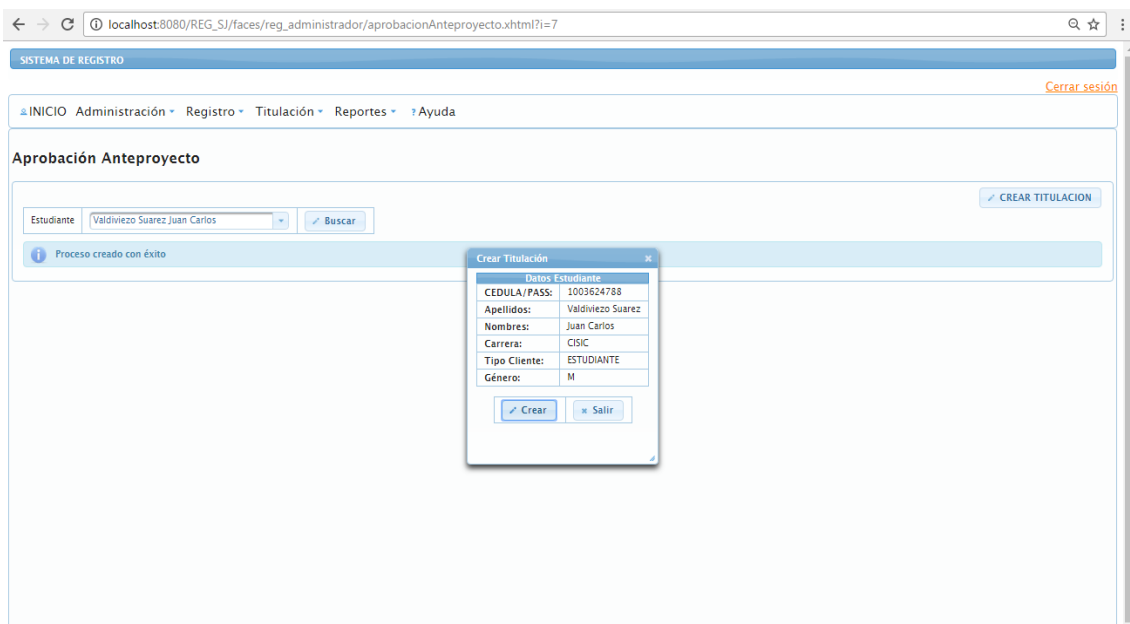 localhost:8080/REG_SJ/faces/reg_administrador/aprobacionAnteproyecto.xhtml?i=7
SISTEMA DE REGISTRO
Cerrar sesión
INICIO Administración Registro Titulación Reportes ? Ayuda
Aprobación Anteproyecto
CREAR TITULACION
Estudiante Valdiviezo Suarez Juan Carlos Buscar
Proceso creado con éxito
Crear Titulación
Datos Estudiante
CEDULA/PASS: 1003624788
Apellidos: Valdiviezo Suarez
Nombres: Juan Carlos
Carrera: CISIC
Tipo Cliente: ESTUDIANTE
Género: M
Crear Salir